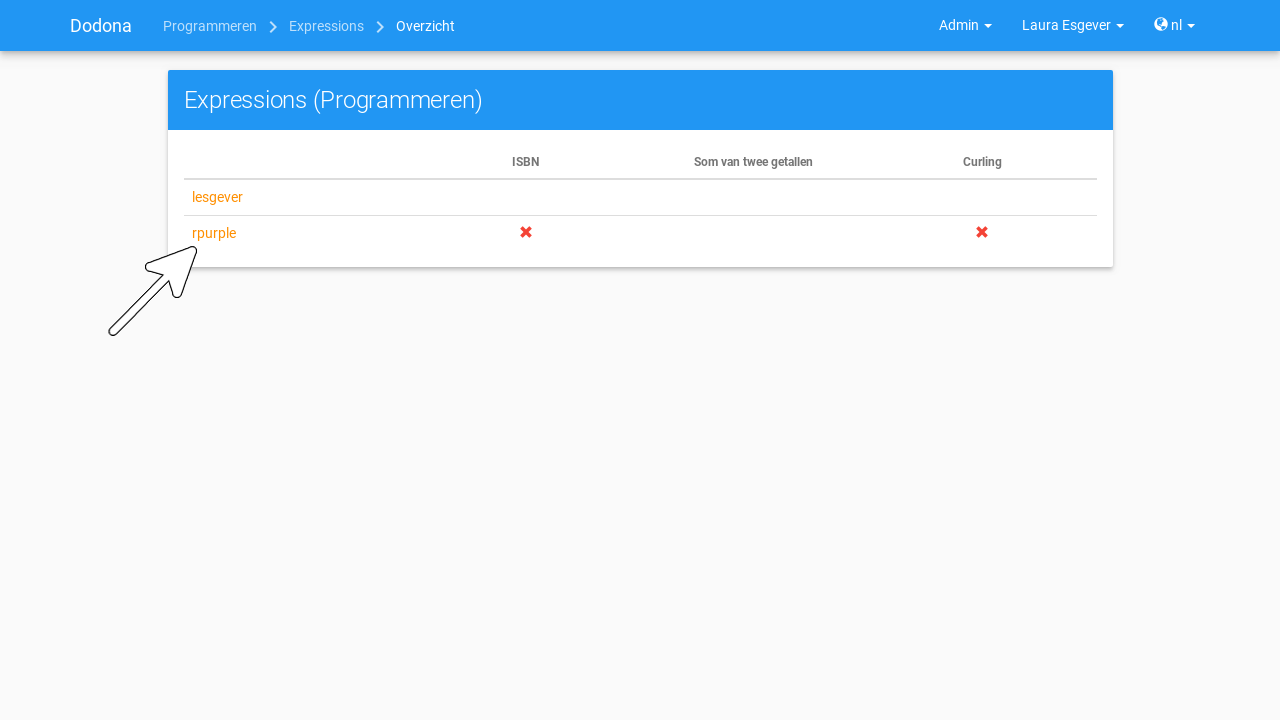 Dodona Programmeren Expressions Overzicht Admin Laura Esgever nl
Expressions (Programmeren)
ISBN Som van twee getallen Curling
lesgever
rpurple